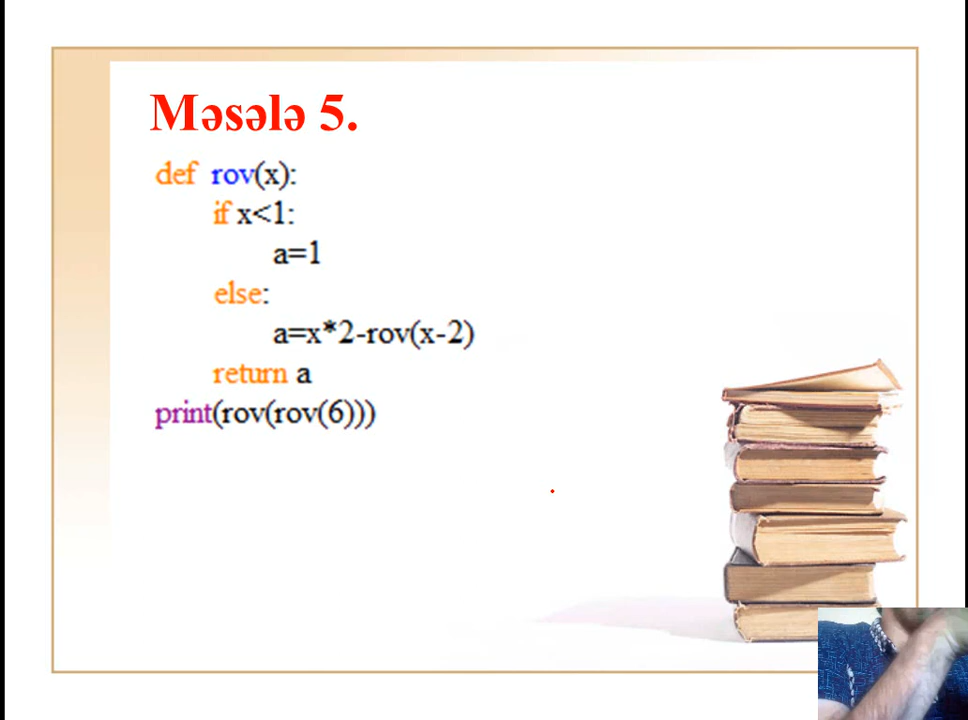 Məsələ 5.
def rov(x):
if x<1:
a=1
else:
a=x*2-rov(x-2)
return a
print(rov(rov(6)))